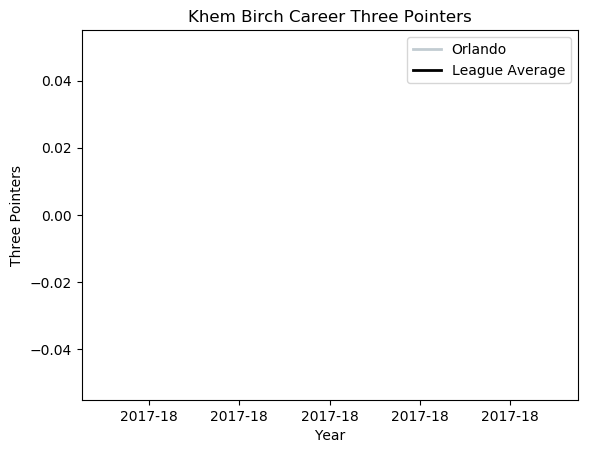 Khem Birch Career Three Pointers
Orlando
League Average
0.04
0.02
0.00
−0.02
−0.04
Three Pointers
2017-18 2017-18 2017-18 2017-18 2017-18
Year